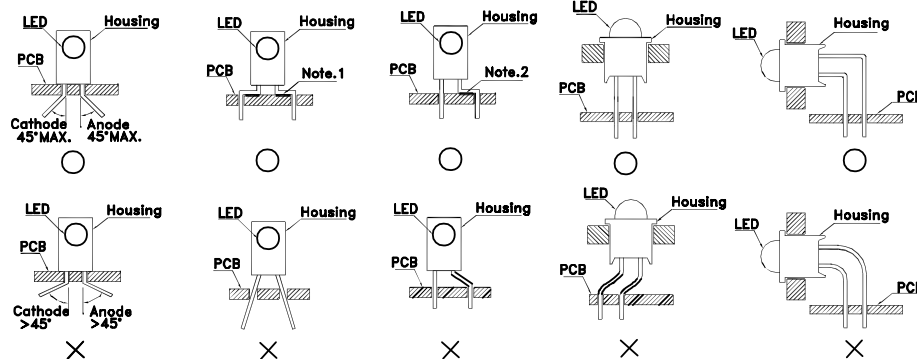 LED Housing
PCB
Cathode Anode
45°MAX. 45°MAX.
LED Housing
PCB Note.1
LED Housing
PCB Note.2
LED Housing
PCB
LED Housing
PCB
LED Housing
PCB
Cathode Anode
>45° >45°
LED Housing
PCB
LED Housing
PCB
LED Housing
PCB
LED Housing
PCB